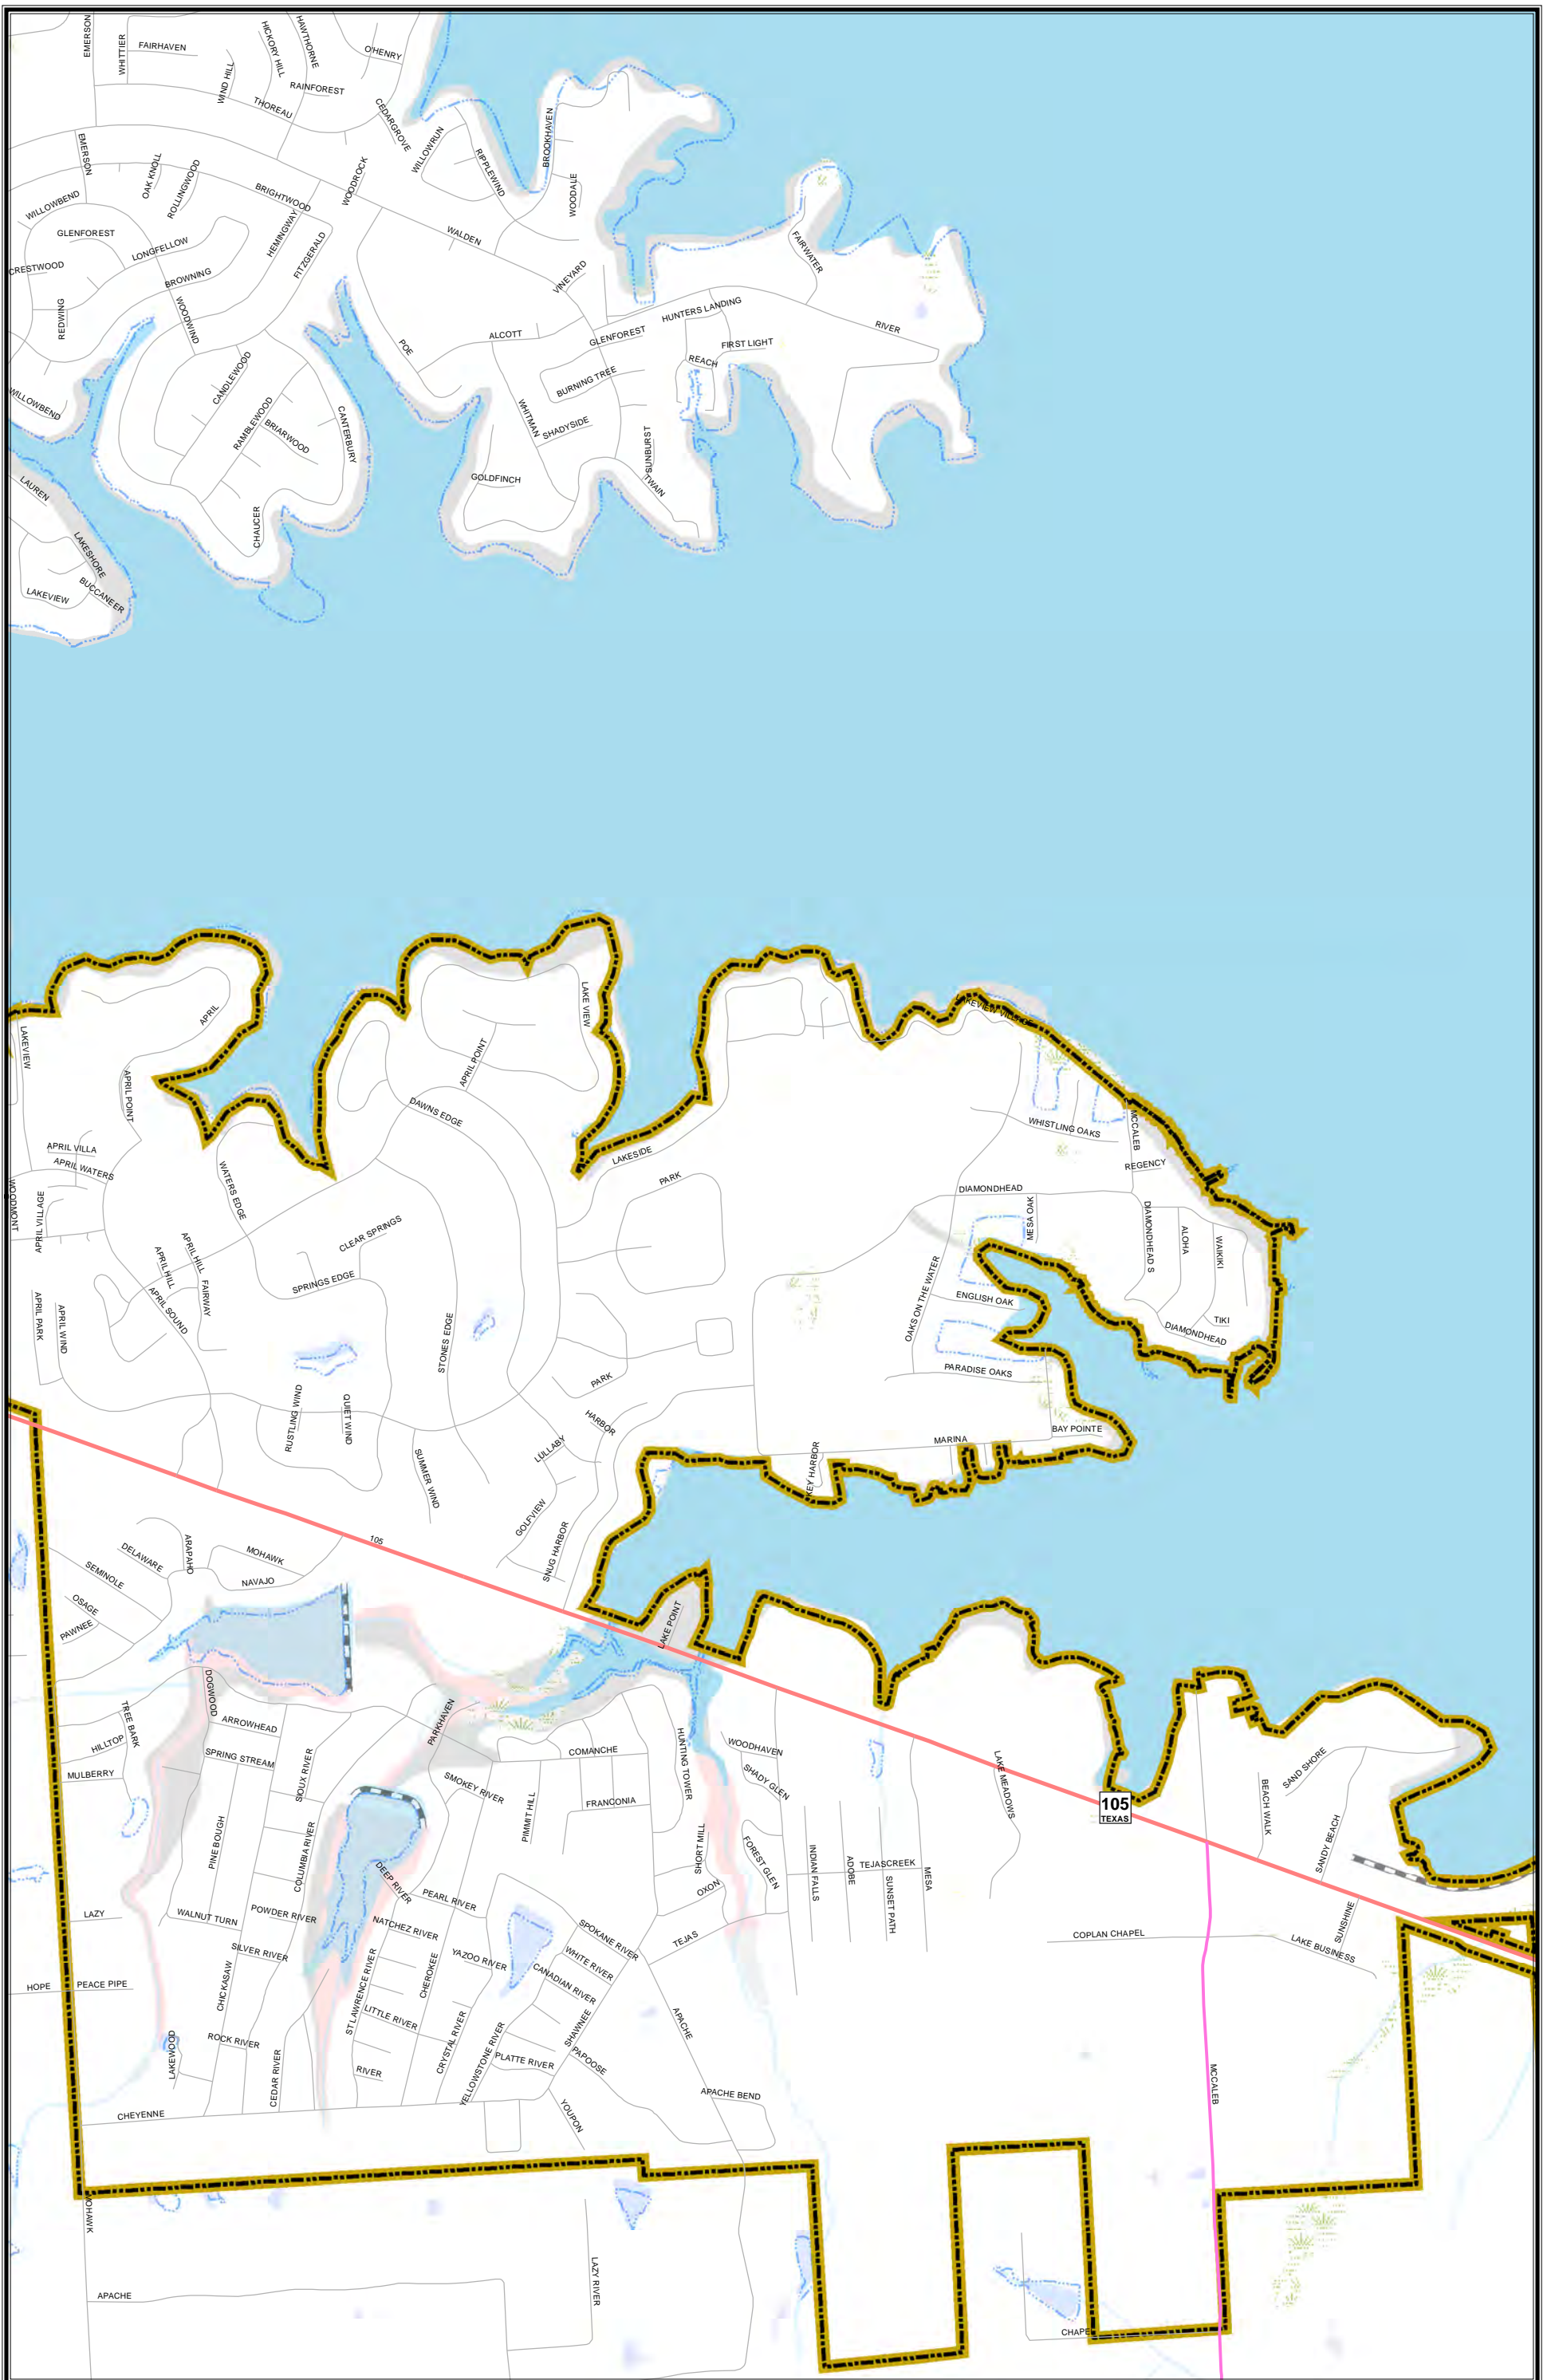 EMERSON
WHITTIER
FAIRHAVEN
WIND HILL
HICKORY HILL
HAWTHORNE
RAINFOREST
O'HENRY
THOREAU
CEDARGROVE
WILLOWRUN
RIPPLEWIND
BROOKHAVEN
WOODALE
EMERSON
OAK KNOLL
ROLLINGWOOD
BRIGHTWOOD
WOODROCK
WILLOWBEND
GLENFOREST
LONGFELLOW
HEMINGWAY
FITZGERALD
WALDEN
VINEYARD
FAIRWATER
CRESTWOOD
BROWNING
REDWING
WOODWIND
POE
ALCOTT
GLENFOREST
HUNTERS LANDING
RIVER
FIRST LIGHT
REACH
CANDLEWOOD
BURNING TREE
WILLOWBEND
RAMBLEWOOD
BRIARWOOD
CANTERBURY
WHITMAN
SHADYSIDE
SUNBURST
TWAIN
GOLDFINCH
LAUREN
CHAUCER
LAKESHORE
LAKEVIEW
BUCCANEER
LAKEVIEW
APRIL
APRIL POINT
LAKE VIEW
APRIL POINT
DAWNS EDGE
WHISTLING OAKS
MCCALEB
REGENCY
APRIL VILLA
APRIL WATERS
WOODMONT
APRIL VILLAGE
WATERS EDGE
LAKESIDE
PARK
DIAMONDHEAD
MESA OAK
DIAMONDHEAD S
ALOHA
WAIKIKI
CLEAR SPRINGS
APRIL HILL
APRIL HILL
FAIRWAY
SPRINGS EDGE
APRIL SOUND
APRIL PARK
APRIL WIND
STONES EDGE
OAKS ON THE WATER
ENGLISH OAK
TIKI
DIAMONDHEAD
PARADISE OAKS
PARK
RUSTLING WIND
QUIET WIND
HARBOR
LULLABY
SUMMER WIND
MARINA
BAY POINTE
KEY HARBOR
GOLFVIEW
SNUG HARBOR
105
DELAWARE
ARAPAHO
MOHAWK
NAVAJO
SEMINOLE
OSAGE
PAWNEE
LAKE POINT
DOGWOOD
ARROWHEAD
TREE BARK
HILLTOP
MULBERRY
SPRING STREAM
SIOUX RIVER
PARKHAVEN
COMANCHE
HUNTING TOWER
WOODHAVEN
SHADY GLEN
SMOKEY RIVER
FRANCONIA
PIMMIT HILL
LAKE MEADOWS
105
TEXAS
SAND SHORE
BEACH WALK
SANDY BEACH
PINE BOUGH
COLUMBIA RIVER
DEEP RIVER
SHORT MILL
FOREST GLEN
INDIAN FALLS
ADOBE
TEJASCREEK
SUNSET PATH
MESA
OXON
PEARL RIVER
LAZY
WALNUT TURN
POWDER RIVER
NATCHEZ RIVER
SPOKANE RIVER
TEJAS
COPLAN CHAPEL
SUNSHINE
LAKE BUSINESS
SILVER RIVER
YAZOO RIVER
WHITE RIVER
CANADIAN RIVER
HOPE
PEACE PIPE
CHICKASAW
ST LAWRENCE RIVER
CHEROKEE
LITTLE RIVER
CRYSTAL RIVER
YELLOWSTONE RIVER
SHAWNEE
APACHE
ROCK RIVER
LAKEWOOD
CEDAR RIVER
RIVER
PLATTE RIVER
PAPOOSE
APACHE BEND
MCCALEB
CHEYENNE
YOUPON
MOHAWK
APACHE
LAZY RIVER